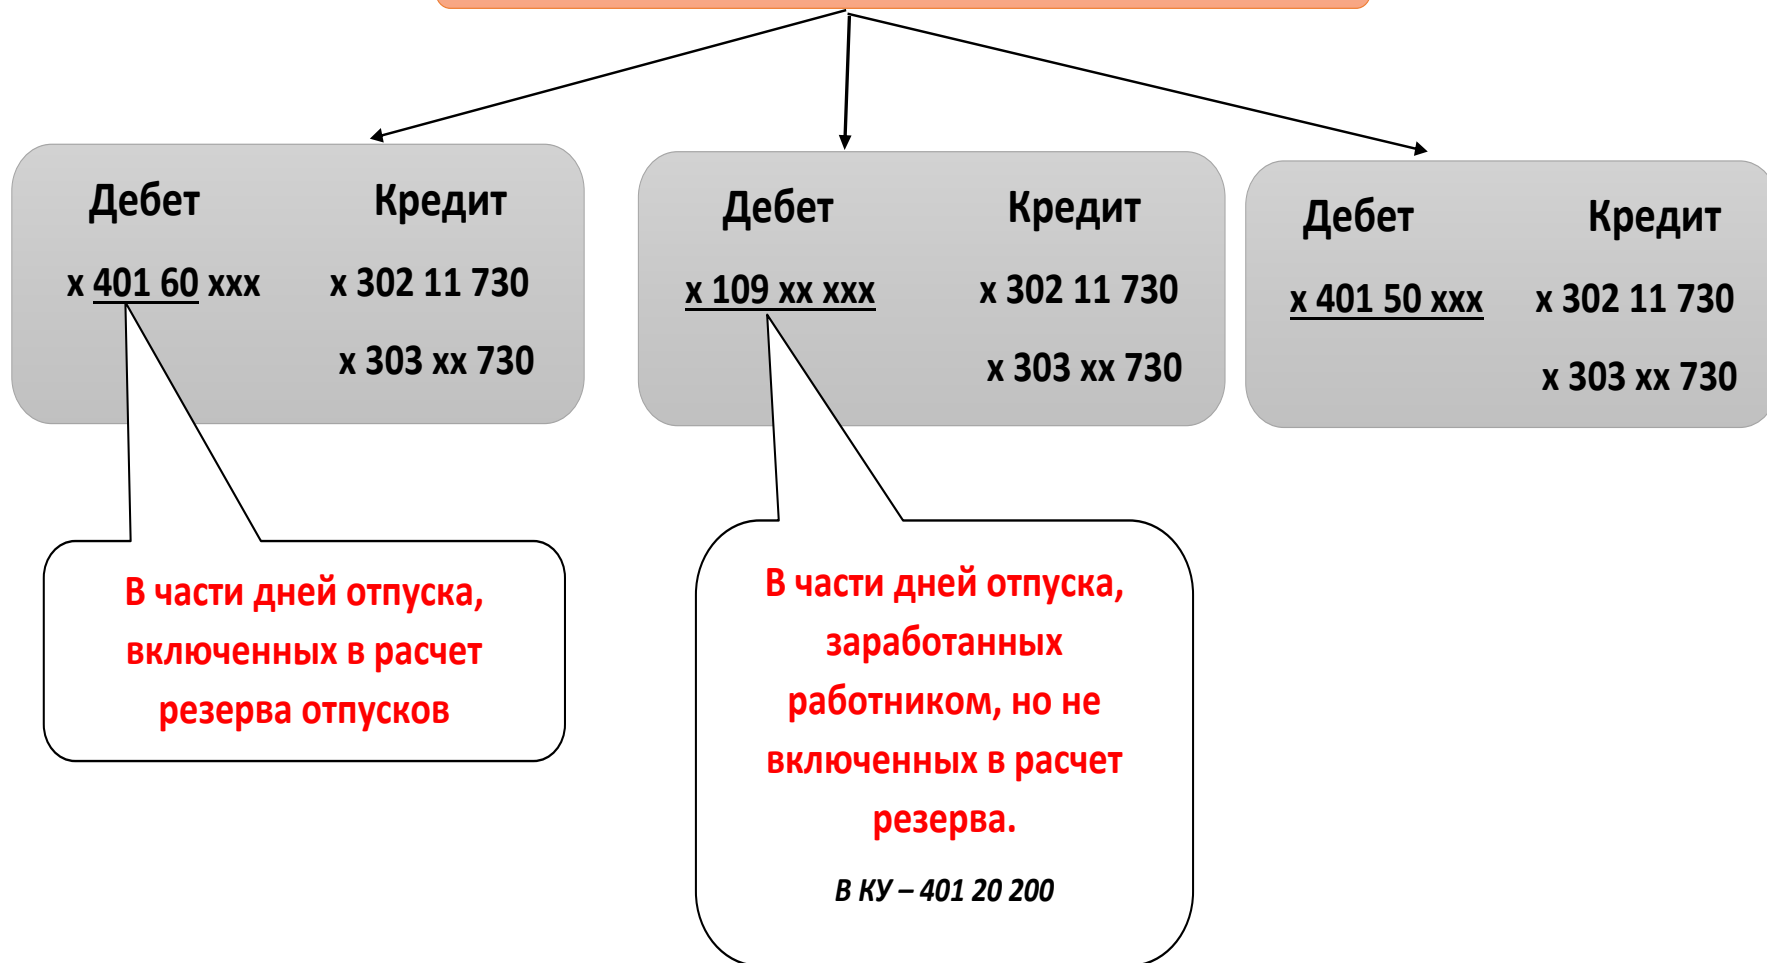 Дебет Кредит
х 401 60 ххх х 302 11 730
х 303 хх 730
Дебет Кредит
х 109 хх ххх х 302 11 730
х 303 хх 730
Дебет Кредит
х 401 50 ххх х 302 11 730
х 303 хх 730
В части дней отпуска,
включенных в расчет
резерва отпусков
В части дней отпуска,
заработанных
работником, но не
включенных в расчет
резерва.
В КУ – 401 20 200